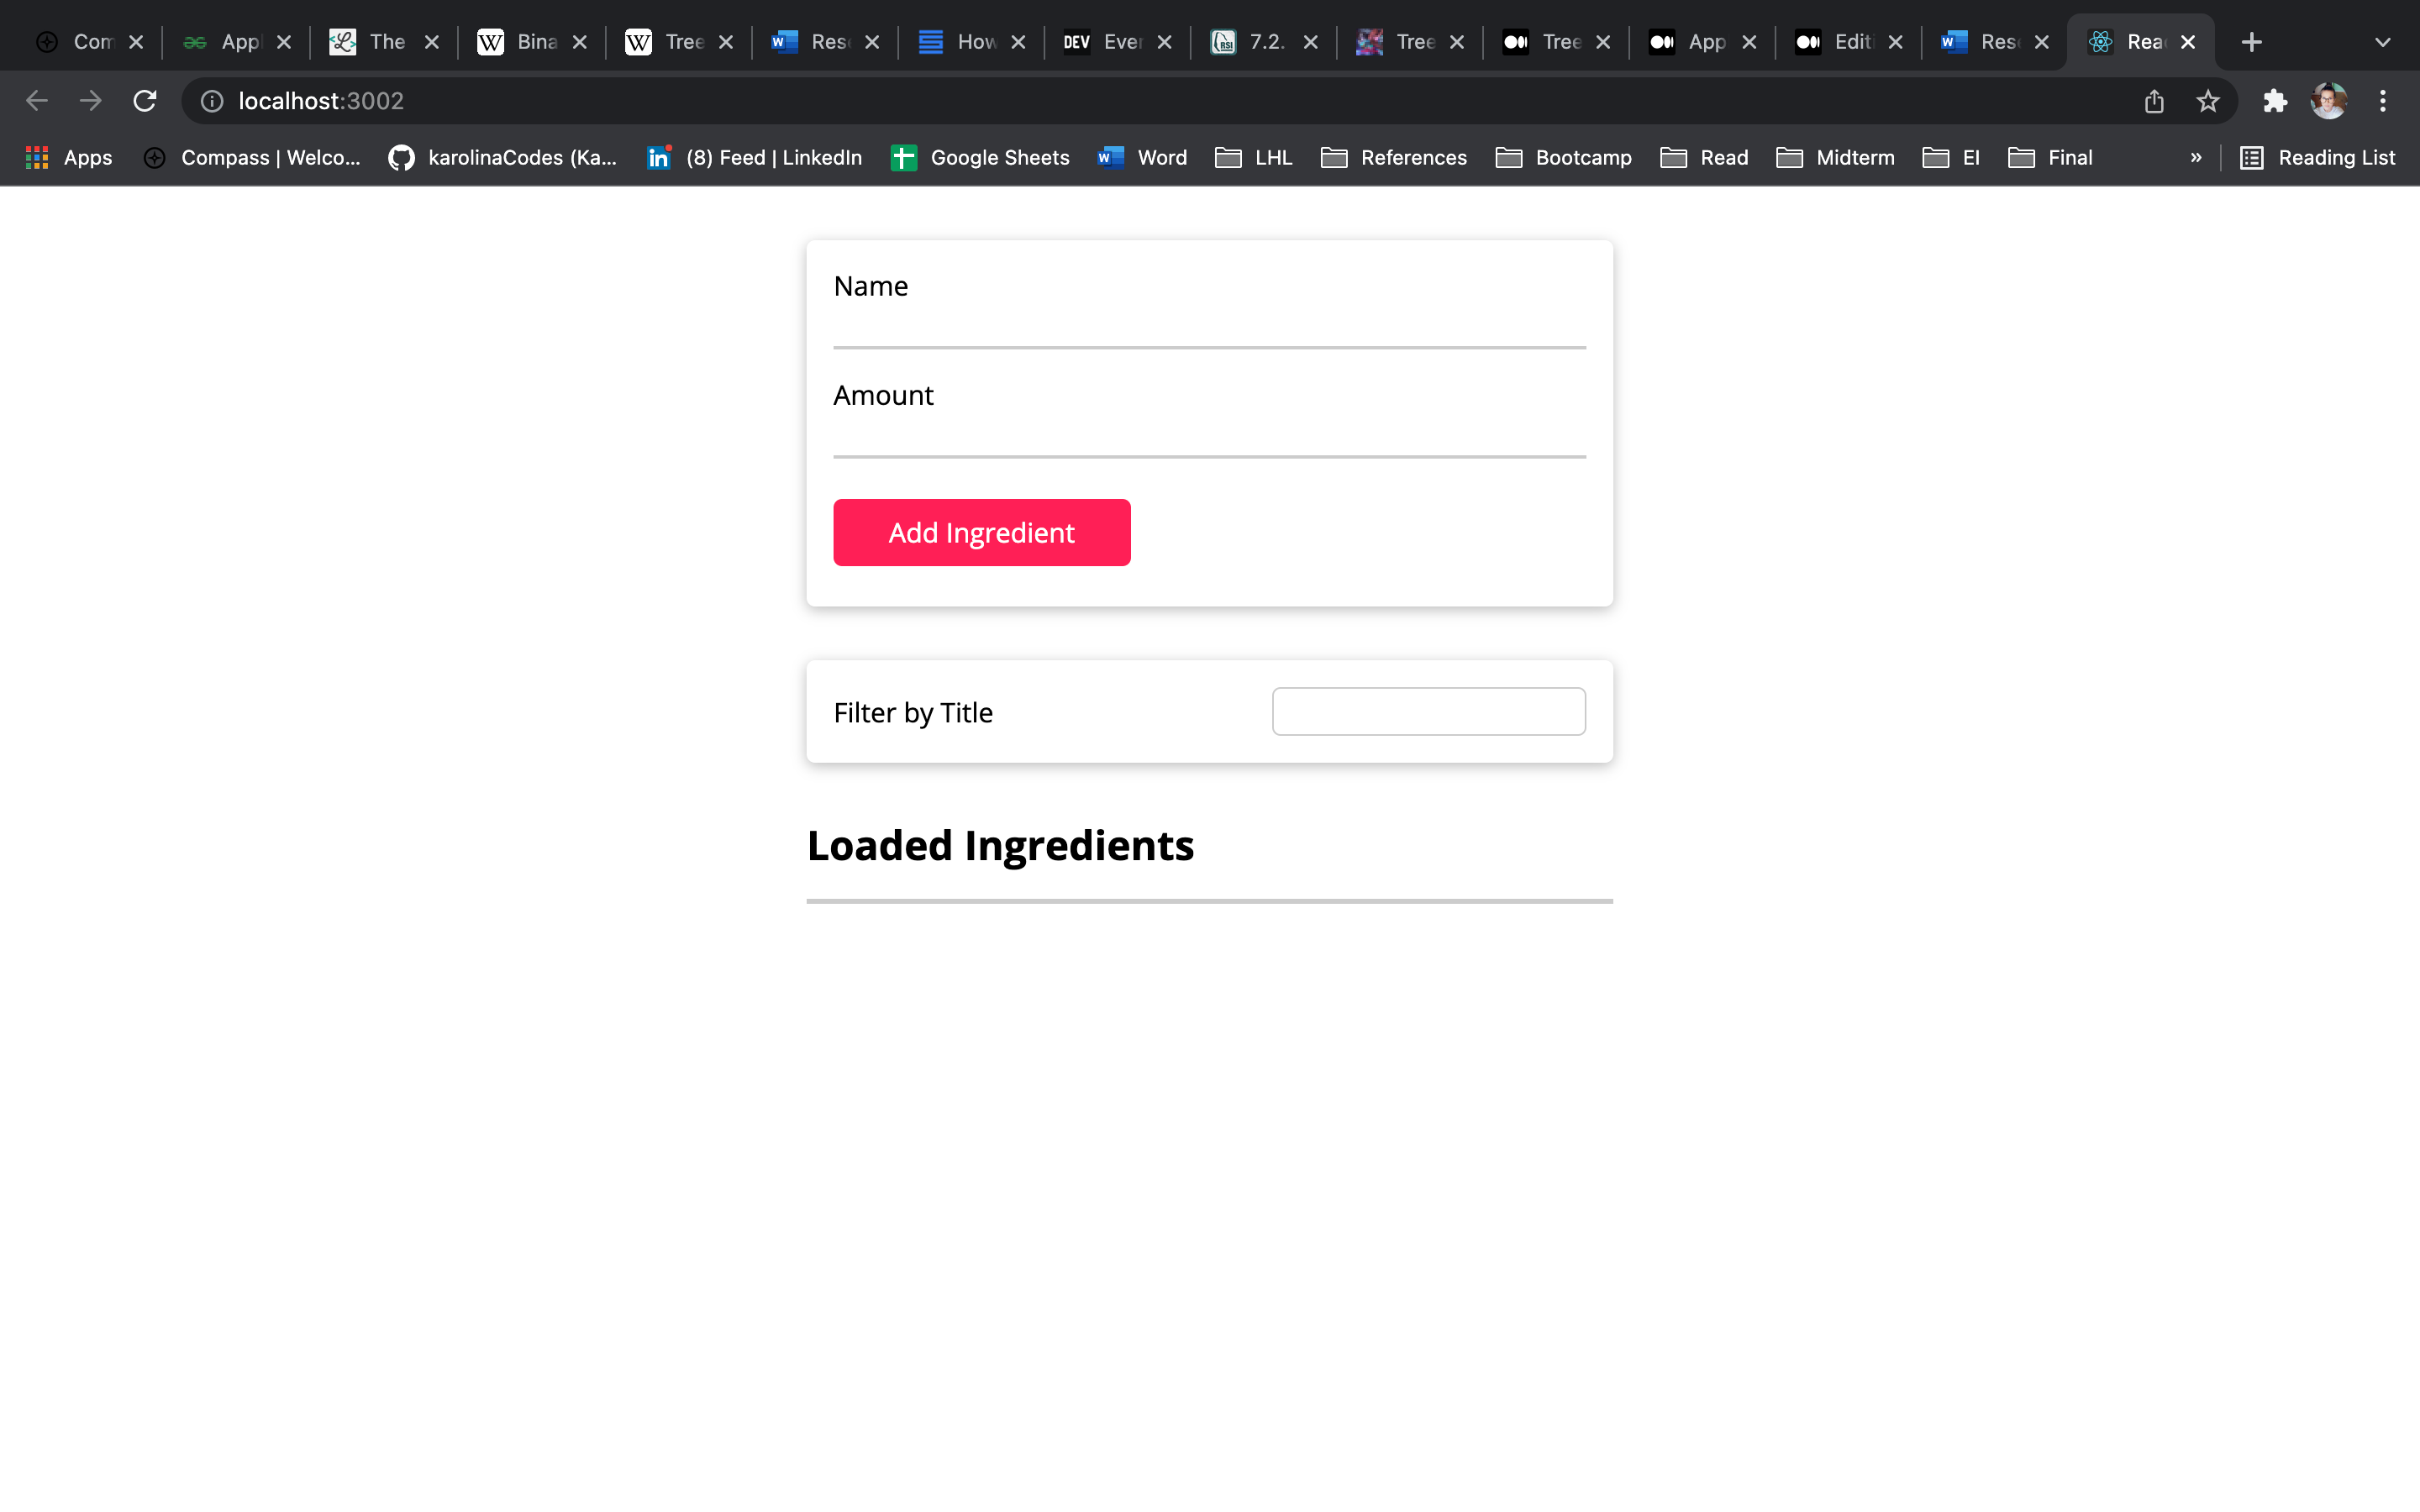 Com App The Bina Tree Res How DEV Ever RSI 7.2. Tree Tree App Editi Res Rea
localhost:3002
Apps Compass | Welco... karolinaCodes (Ka... (8) Feed | LinkedIn Google Sheets Word LHL References Bootcamp Read Midterm EI Final » Reading List
Name
Amount
Add Ingredient
Filter by Title
Loaded Ingredients